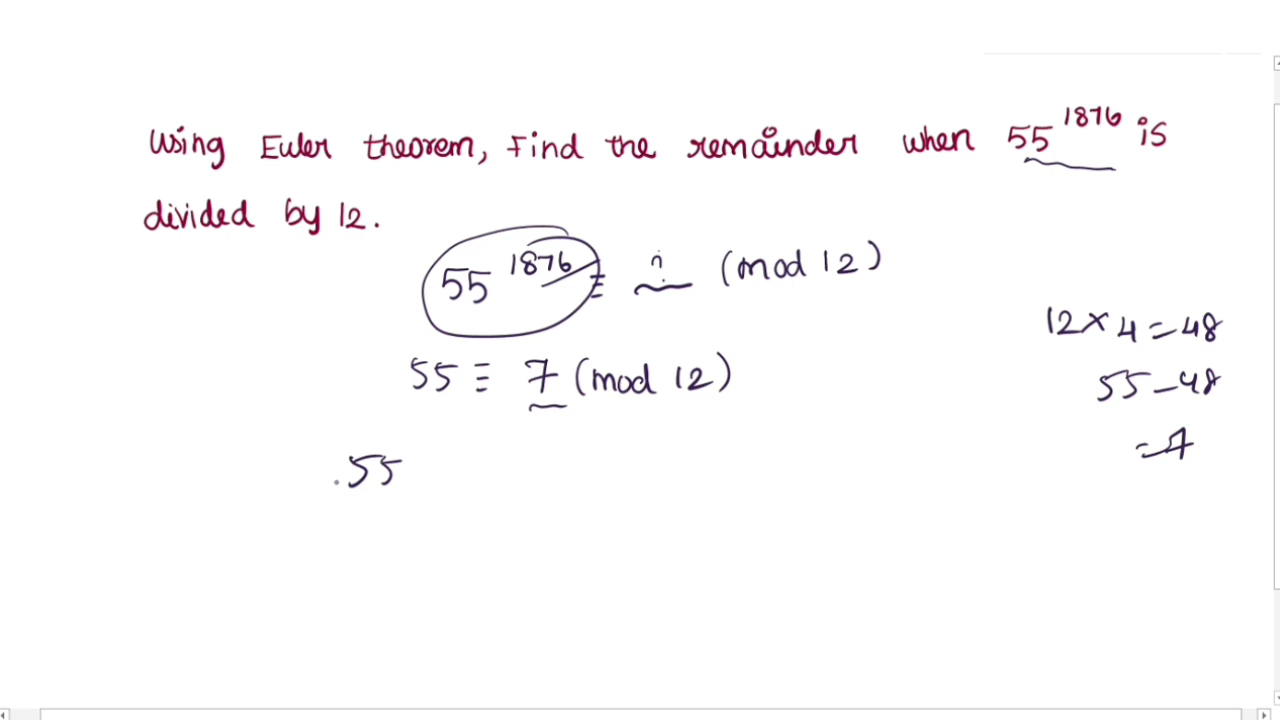 Using Euler theorem, Find the remainder when 55^1876 is
divided by 12.
55^1876 ≡ (mod 12)
12 × 4 = 48
55 ≡ 7 (mod 12)
55 - 48
= 7
.55